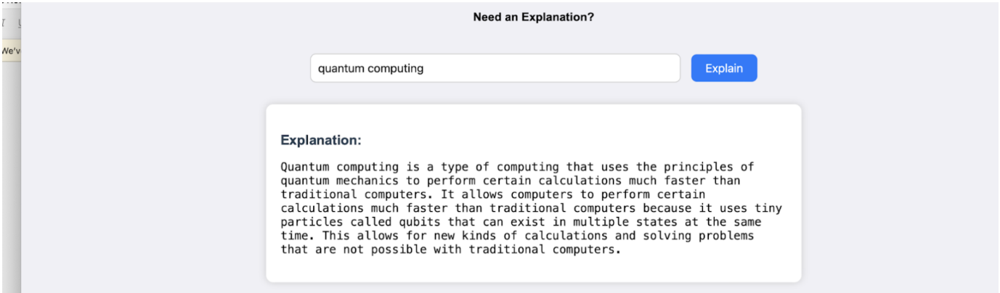 Need an Explanation?
We'v
quantum computing
Explain
Explanation:
Quantum computing is a type of computing that uses the principles of
quantum mechanics to perform certain calculations much faster than
traditional computers. It allows computers to perform certain
calculations much faster than traditional computers because it uses tiny
particles called qubits that can exist in multiple states at the same
time. This allows for new kinds of calculations and solving problems
that are not possible with traditional computers.